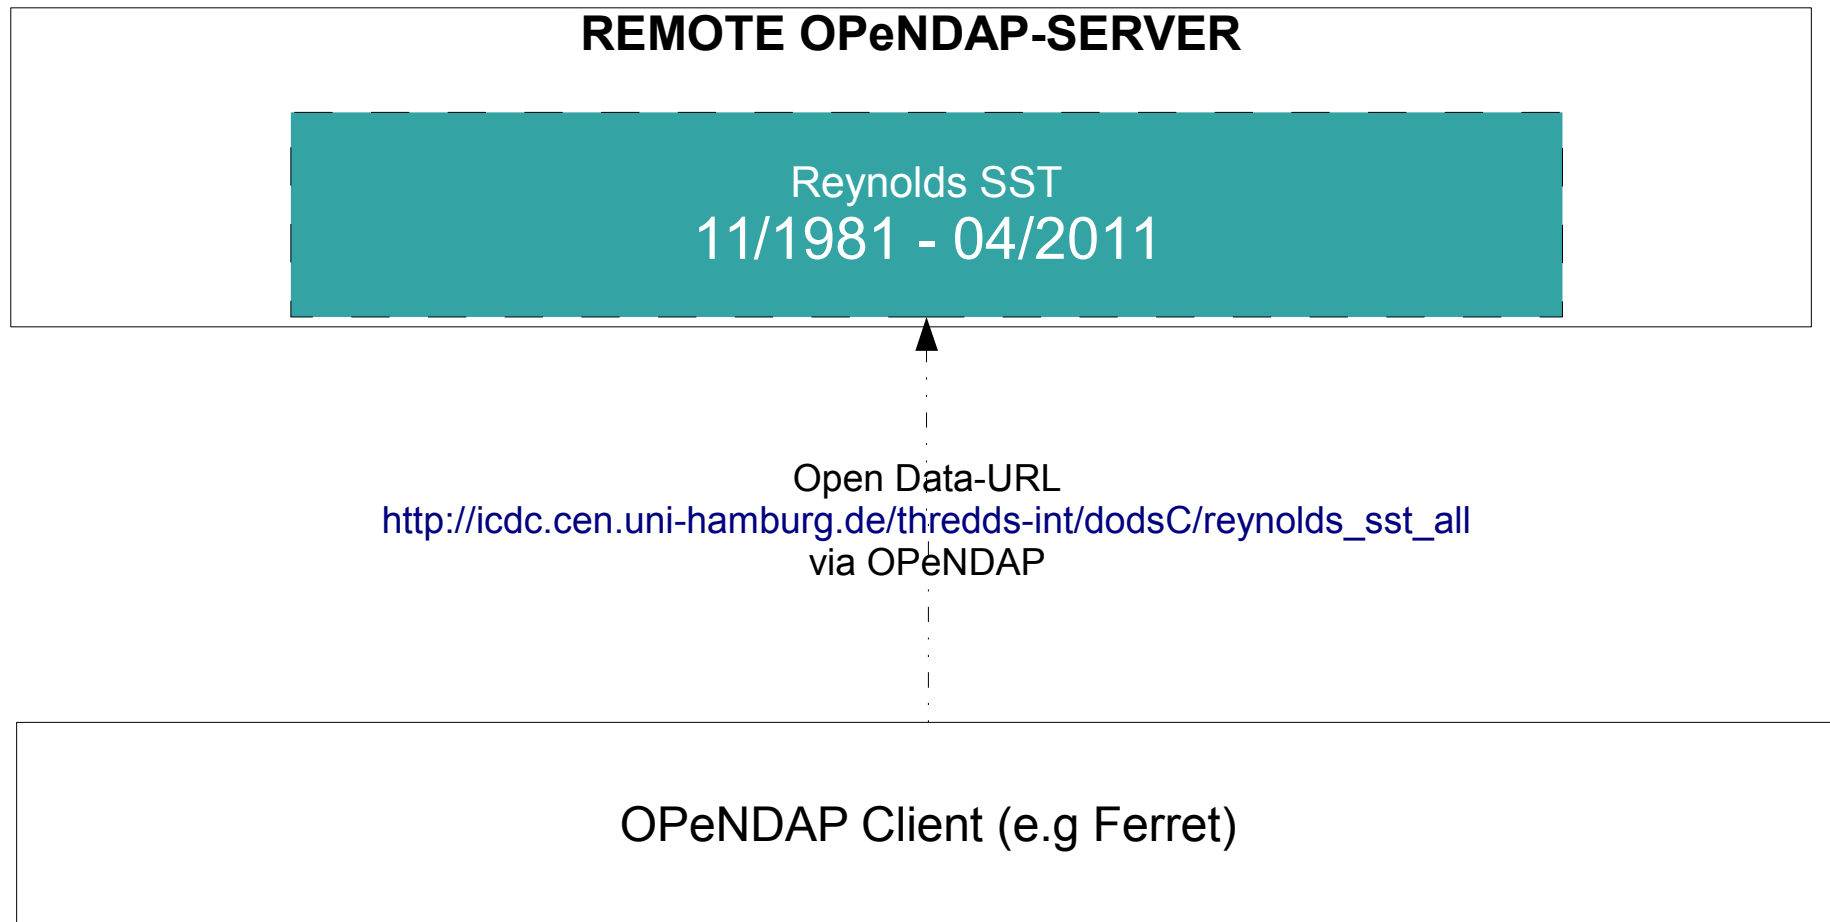 REMOTE OPeNDAP-SERVER
Reynolds SST
11/1981 - 04/2011
Open Data-URL
http://icdc.cen.uni-hamburg.de/thredds-int/dodsC/reynolds_sst_all
via OPeNDAP
OPeNDAP Client (e.g Ferret)